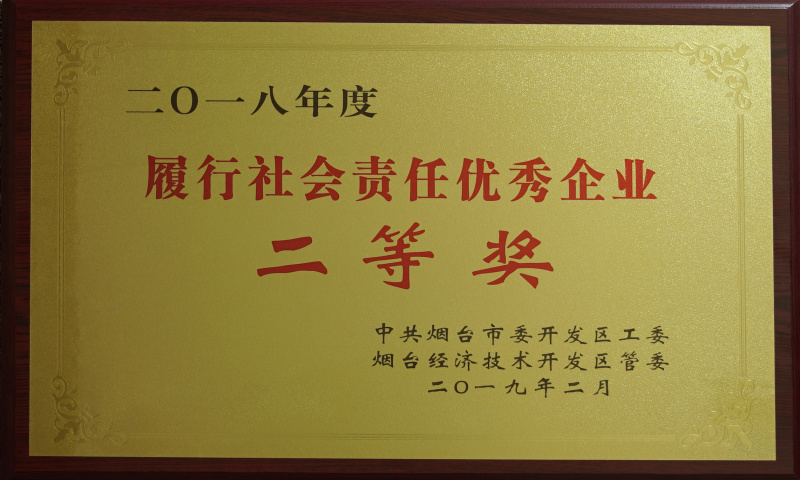 二〇一八年度
履行社会责任优秀企业
二等奖
中共烟台市委开发区工委
烟台经济技术开发区管委
二〇一九年二月